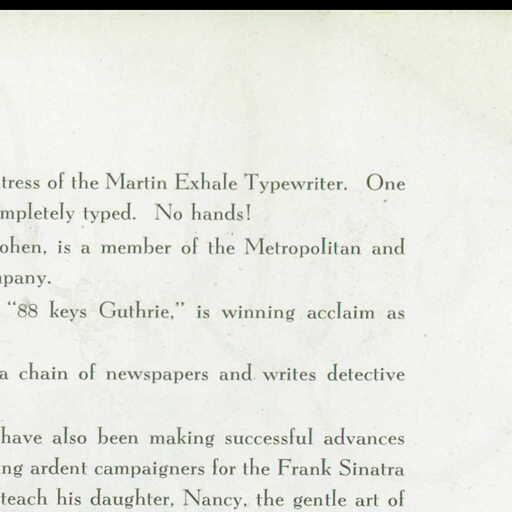 tress of the Martin Exhale Typewriter. One
mpletely typed. No hands!
ohen, is a member of the Metropolitan and
mpany.
"88 keys Guthrie," is winning acclaim as
a chain of newspapers and writes detective
have also been making successful advances
ng ardent campaigners for the Frank Sinatra
teach his daughter, Nancy, the gentle art of